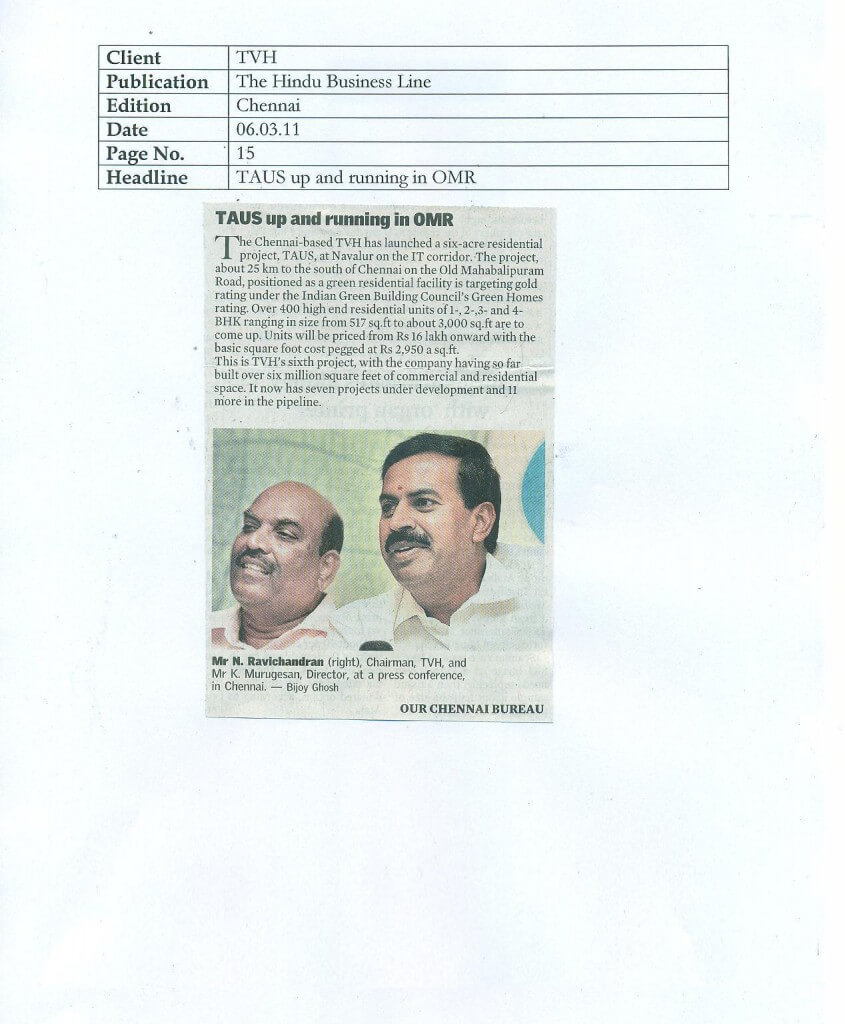 Client TVH
Publication The Hindu Business Line
Edition Chennai
Date 06.03.11
Page No. 15
Headline TAUS up and running in OMR
TAUS up and running in OMR
The Chennai-based TVH has launched a six-acre residential
project, TAUS, at Navalur on the IT corridor. The project,
about 25 km to the south of Chennai on the Old Mahabalipuram
Road, positioned as a green residential facility is targeting gold
rating under the Indian Green Building Council's Green Homes
rating. Over 400 high end residential units of 1-, 2-,3- and 4-
BHK ranging in size from 517 sq.ft to about 3,000 sq.ft are to
come up. Units will be priced from Rs 16 lakh onward with the
basic square foot cost pegged at Rs 2,950 a sq.ft.
This is TVH's sixth project, with the company having so far
built over six million square feet of commercial and residential
space. It now has seven projects under development and 11
more in the pipeline.
Mr N. Ravichandran (right), Chairman, TVH, and
Mr K. Murugesan, Director, at a press conference,
in Chennai. — Bijoy Ghosh
OUR CHENNAI BUREAU